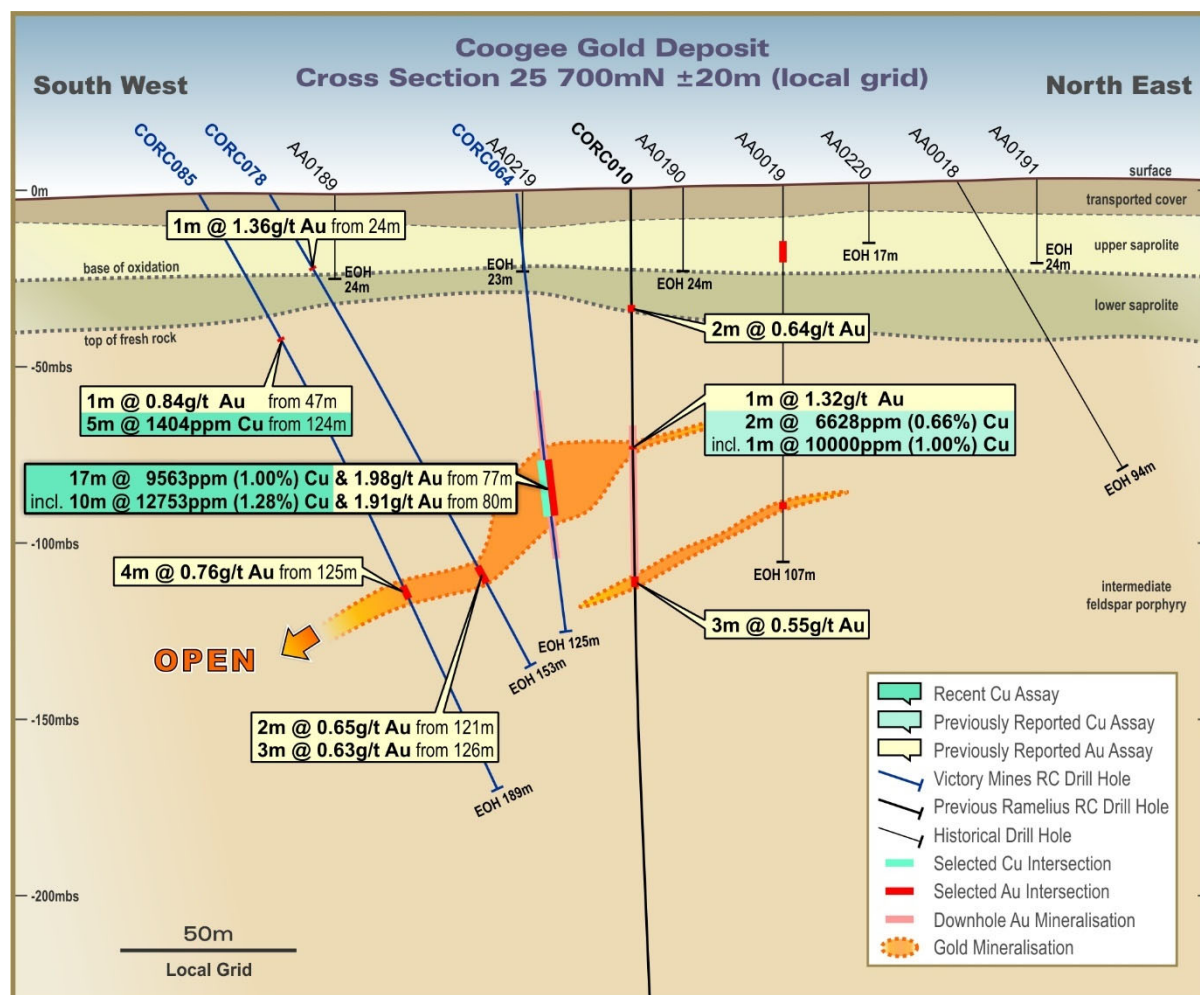 Coogee Gold Deposit
Cross Section 25 700mN ±20m (local grid)
South West
North East
CORC085
CORC078
AA0189
CORC064
AA0219
CORC010
AA0190
AA0019
AA0220
AA0018
AA0191
surface
0m
transported cover
1m @ 1.36g/t Au from 24m
upper saprolite
base of oxidation
EOH
24m
EOH
23m
EOH 24m
EOH 17m
EOH
24m
lower saprolite
top of fresh rock
2m @ 0.64g/t Au
-50mbs
1m @ 0.84g/t Au from 47m
5m @ 1404ppm Cu from 124m
1m @ 1.32g/t Au
2m @ 6628ppm (0.66%) Cu
incl. 1m @ 10000ppm (1.00%) Cu
17m @ 9563ppm (1.00%) Cu & 1.98g/t Au from 77m
incl. 10m @ 12753ppm (1.28%) Cu & 1.91g/t Au from 80m
EOH 94m
-100mbs
4m @ 0.76g/t Au from 125m
EOH 107m
intermediate
feldspar porphyry
3m @ 0.55g/t Au
OPEN
EOH 125m
EOH 153m
-150mbs
2m @ 0.65g/t Au from 121m
3m @ 0.63g/t Au from 126m
EOH 189m
-200mbs
50m
Local Grid
Recent Cu Assay
Previously Reported Cu Assay
Previously Reported Au Assay
Victory Mines RC Drill Hole
Previous Ramelius RC Drill Hole
Historical Drill Hole
Selected Cu Intersection
Selected Au Intersection
Downhole Au Mineralisation
Gold Mineralisation